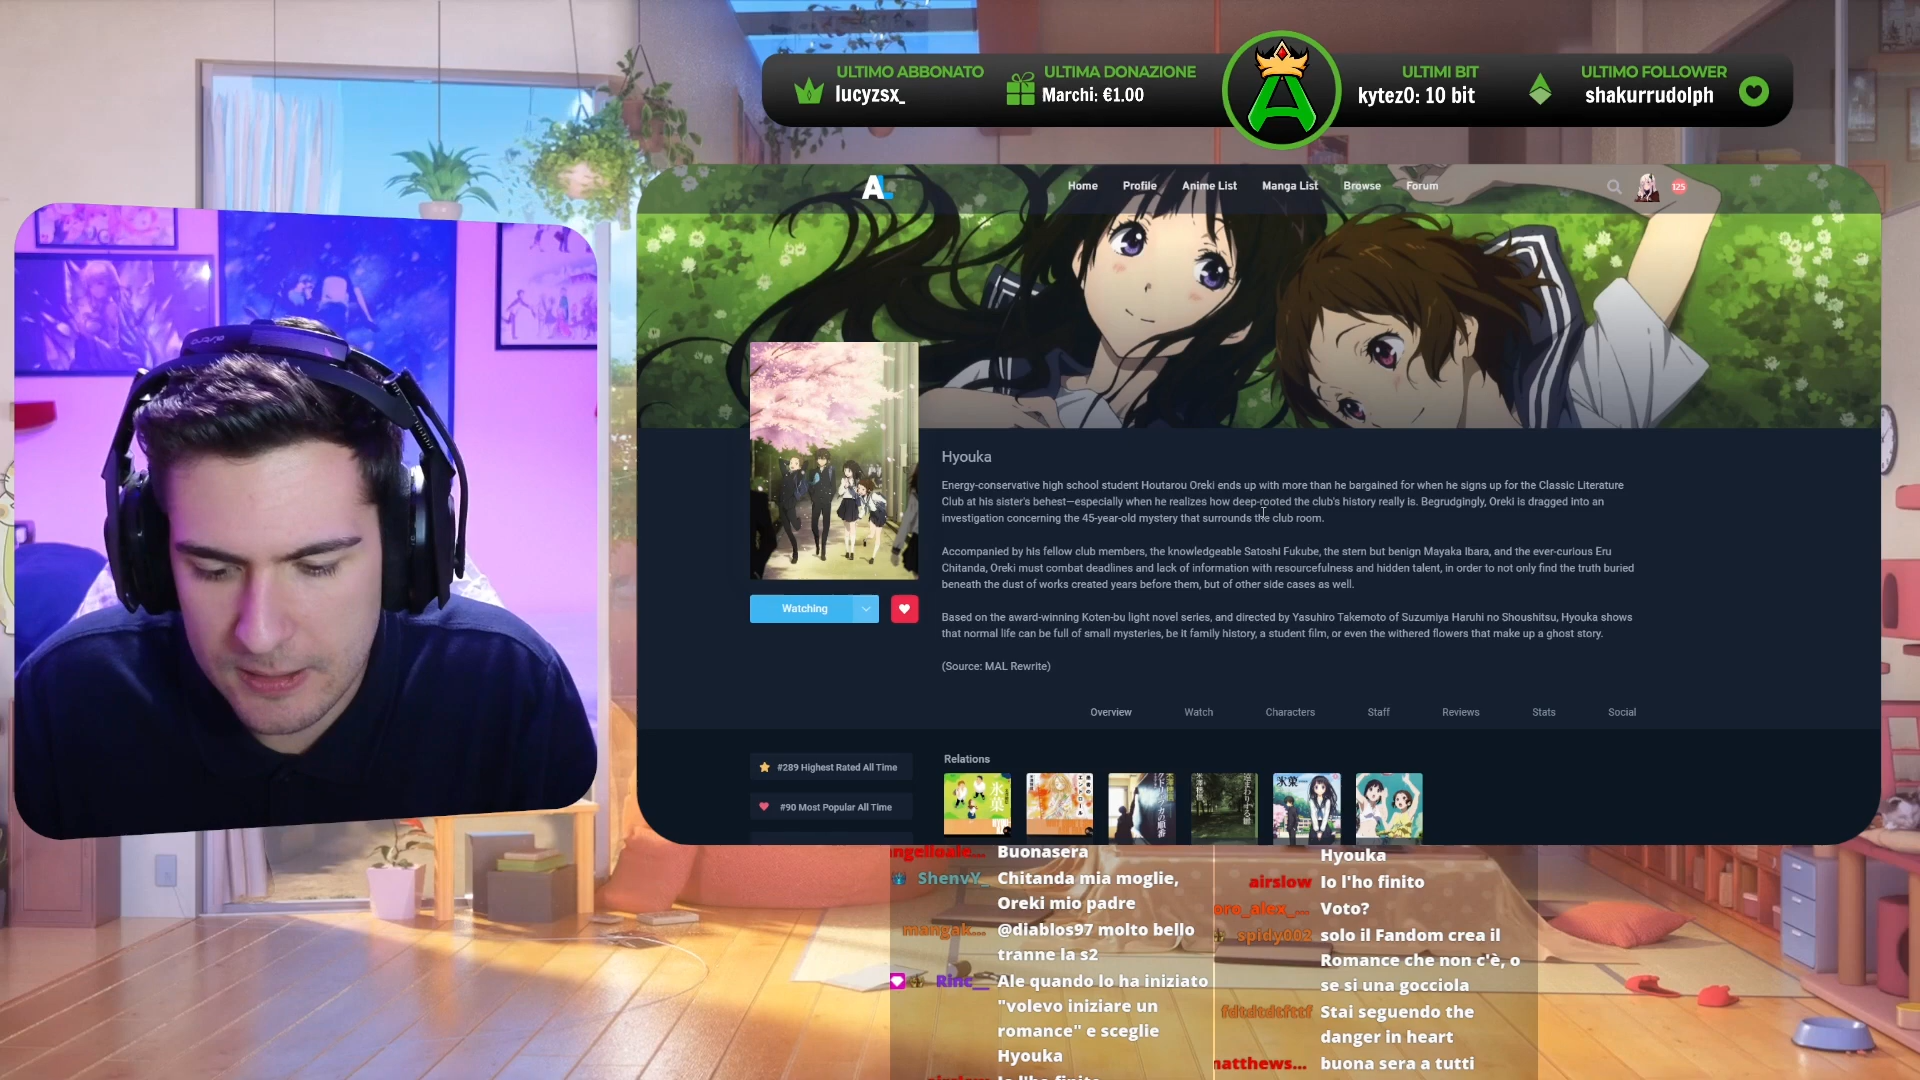 ULTIMO ABBONATO
lucyzsx_
ULTIMA DONAZIONE
Marchi: €1.00
ULTIMI BIT
kytez0: 10 bit
ULTIMO FOLLOWER
shakurrudolph
Home Profile Anime List Manga List Browse Forum
125
Hyouka
Energy-conservative high school student Houtarou Oreki ends up with more than he bargained for when he signs up for the Classic Literature
Club at his sister's behest—especially when he realizes how deep-rooted the club's history really is. Begrudgingly, Oreki is dragged into an
investigation concerning the 45-year-old mystery that surrounds the club room.
Accompanied by his fellow club members, the knowledgeable Satoshi Fukube, the stern but benign Mayaka Ibara, and the ever-curious Eru
Chitanda, Oreki must combat deadlines and lack of information with resourcefulness and hidden talent, in order to not only find the truth buried
beneath the dust of works created years before them, but of other side cases as well.
Based on the award-winning Koten-bu light novel series, and directed by Yasuhiro Takemoto of Suzumiya Haruhi no Shoushitsu, Hyouka shows
that normal life can be full of small mysteries, be it family history, a student film, or even the withered flowers that make up a ghost story.
(Source: MAL Rewrite)
Watching
Overview Watch Characters Staff Reviews Stats Social
#289 Highest Rated All Time
#90 Most Popular All Time
Relations
氷菓
氷菓
Buonasera
ShenvY_ Chitanda mia moglie,
Oreki mio padre
mangak... @diablos97 molto bello
tranne la s2
Rinc__ Ale quando lo ha iniziato
"volevo iniziare un
romance" e sceglie
Hyouka
Hyouka
airslow Io l'ho finito
oro_alex_... Voto?
spidy002 solo il Fandom crea il
Romance che non c'è, o
se si una gocciola
Stai seguendo the
danger in heart
natthews... buona sera a tutti